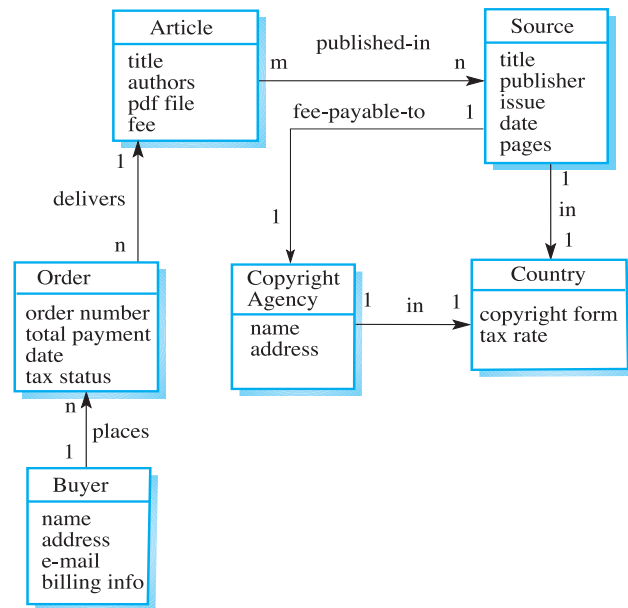 Article
title
authors
pdf file
fee
published-in
m
n
Source
title
publisher
issue
date
pages
fee-payable-to
1
1
1
in
1
1
delivers
n
Order
order number
total payment
date
tax status
Copyright
Agency
name
address
1
in
1
Country
copyright form
tax rate
n
places
1
Buyer
name
address
e-mail
billing info